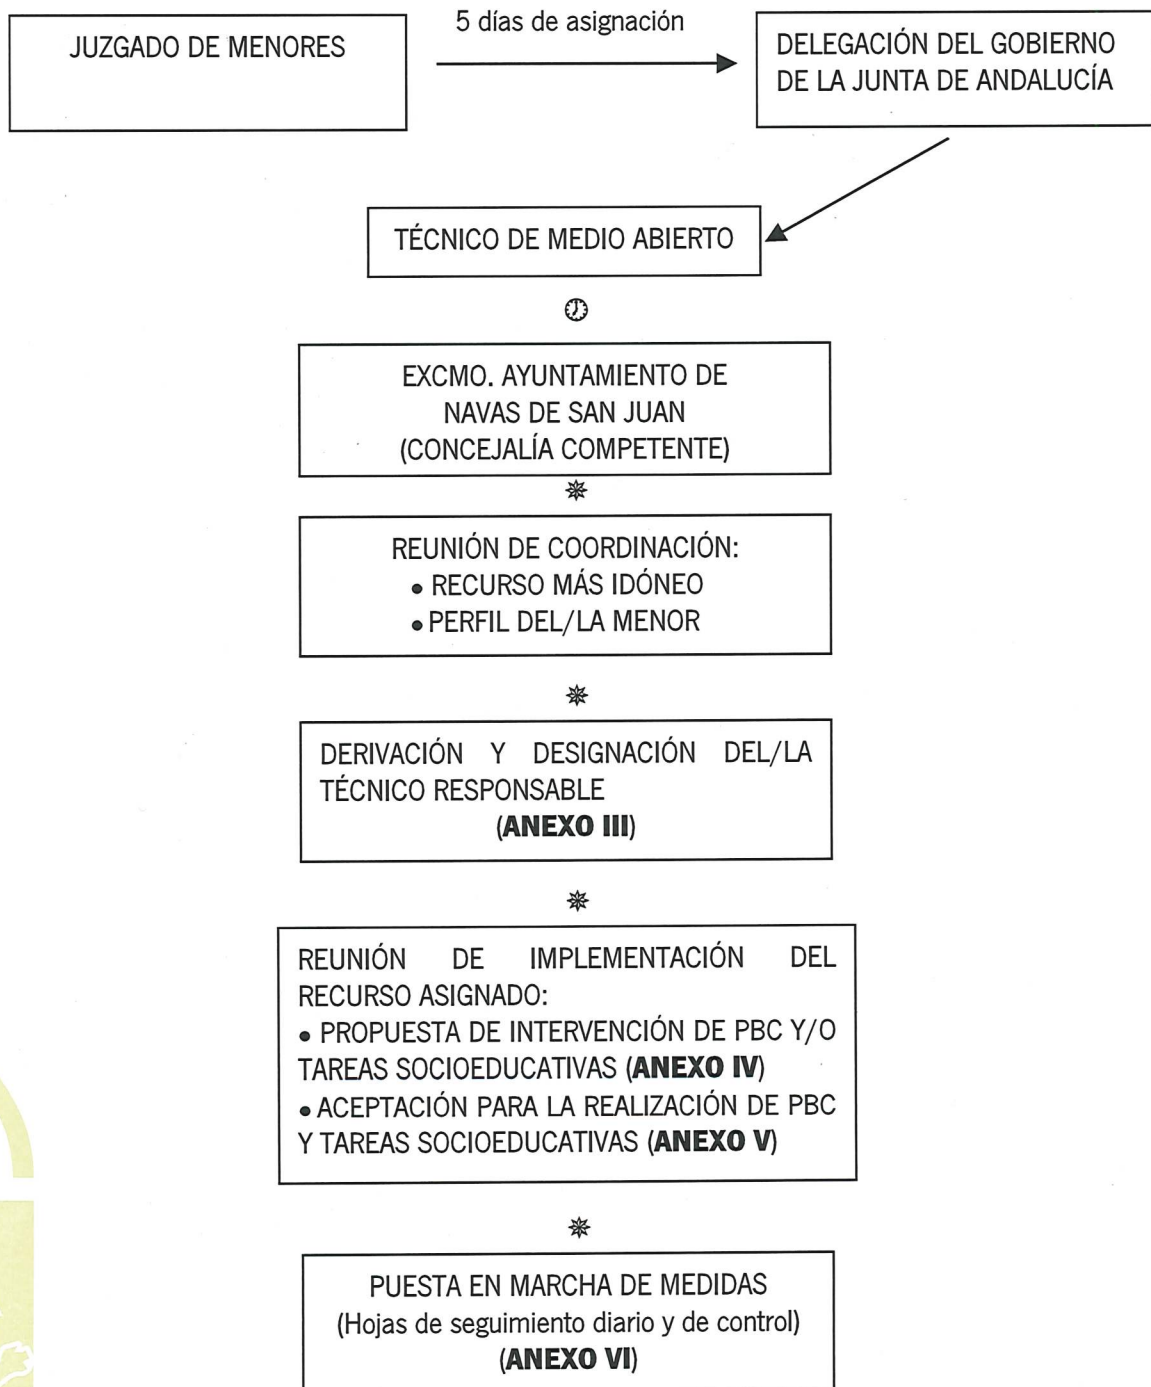 JUZGADO DE MENORES
5 días de asignación
DELEGACIÓN DEL GOBIERNO
DE LA JUNTA DE ANDALUCÍA
TÉCNICO DE MEDIO ABIERTO
EXCMO. AYUNTAMIENTO DE
NAVAS DE SAN JUAN
(CONCEJALÍA COMPETENTE)
REUNIÓN DE COORDINACIÓN:
• RECURSO MÁS IDÓNEO
• PERFIL DEL/LA MENOR
DERIVACIÓN Y DESIGNACIÓN DEL/LA
TÉCNICO RESPONSABLE
(ANEXO III)
REUNIÓN DE IMPLEMENTACIÓN DEL
RECURSO ASIGNADO:
• PROPUESTA DE INTERVENCIÓN DE PBC Y/O
TAREAS SOCIOEDUCATIVAS (ANEXO IV)
• ACEPTACIÓN PARA LA REALIZACIÓN DE PBC
Y TAREAS SOCIOEDUCATIVAS (ANEXO V)
PUESTA EN MARCHA DE MEDIDAS
(Hojas de seguimiento diario y de control)
(ANEXO VI)